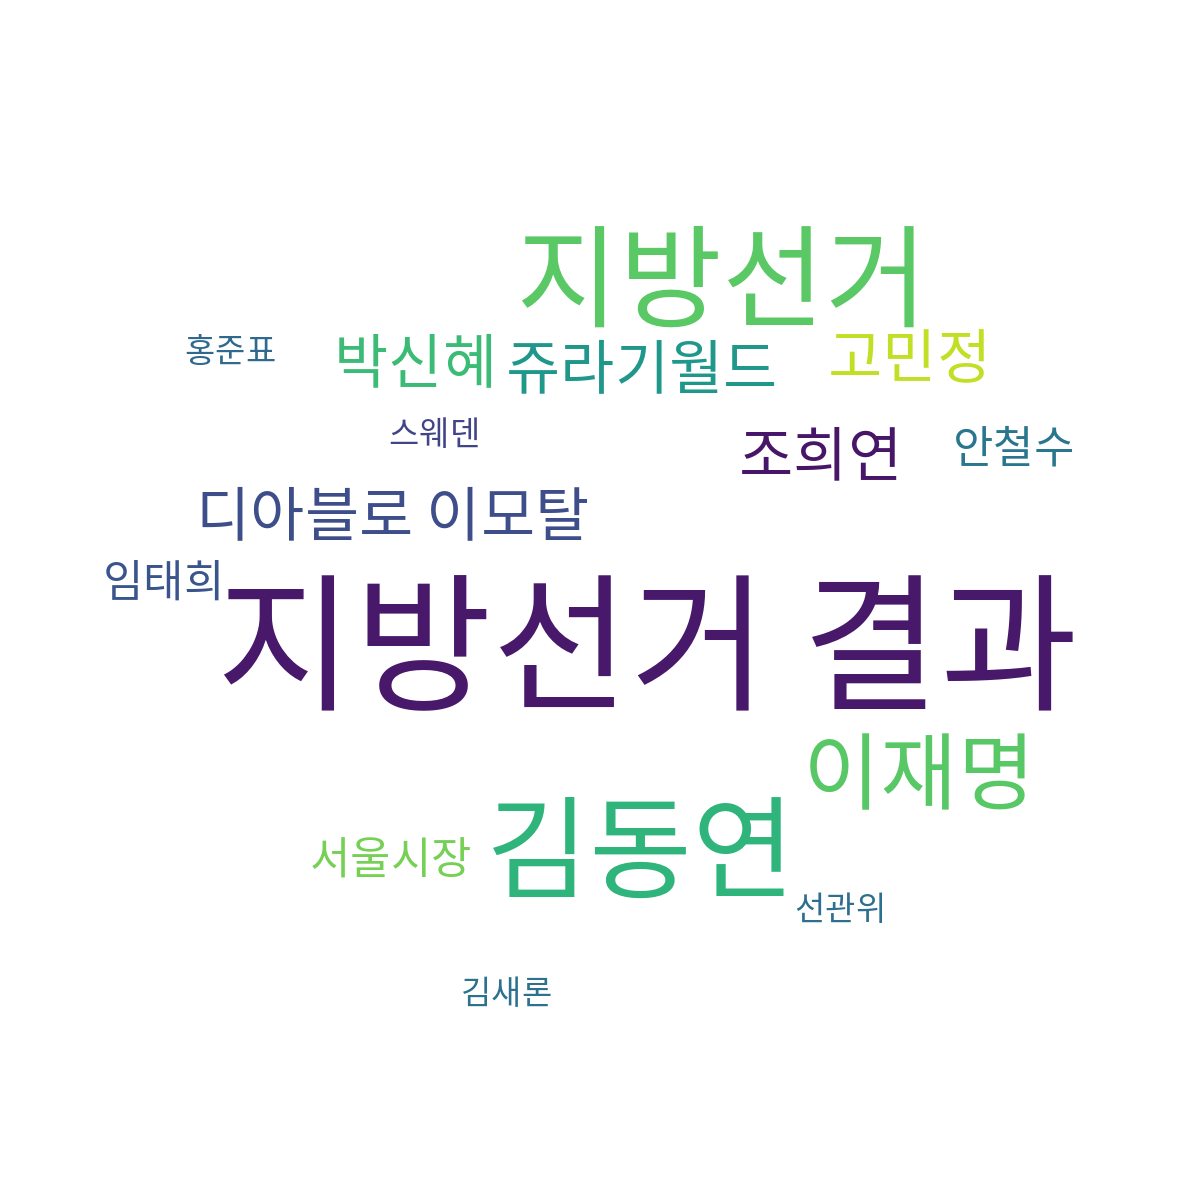 지방선거
홍준표
박신혜
쥬라기월드
고민정
스웨덴
조희연
안철수
디아블로 이모탈
임태희
지방선거 결과
이재명
서울시장
김동연
선관위
김새론